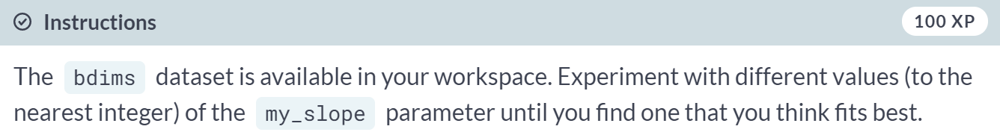 Instructions 100 XP
The bdims dataset is available in your workspace. Experiment with different values (to the
nearest integer) of the my_slope parameter until you find one that you think fits best.